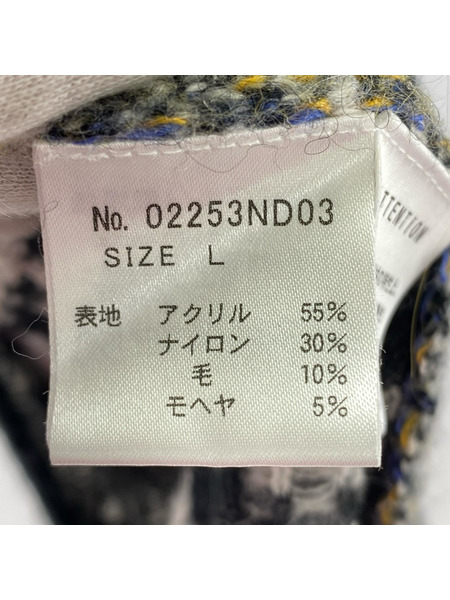 No. 02253ND03
SIZE L
表地 アクリル 55%
ナイロン 30%
毛 10%
モヘヤ 5%
TTENTION